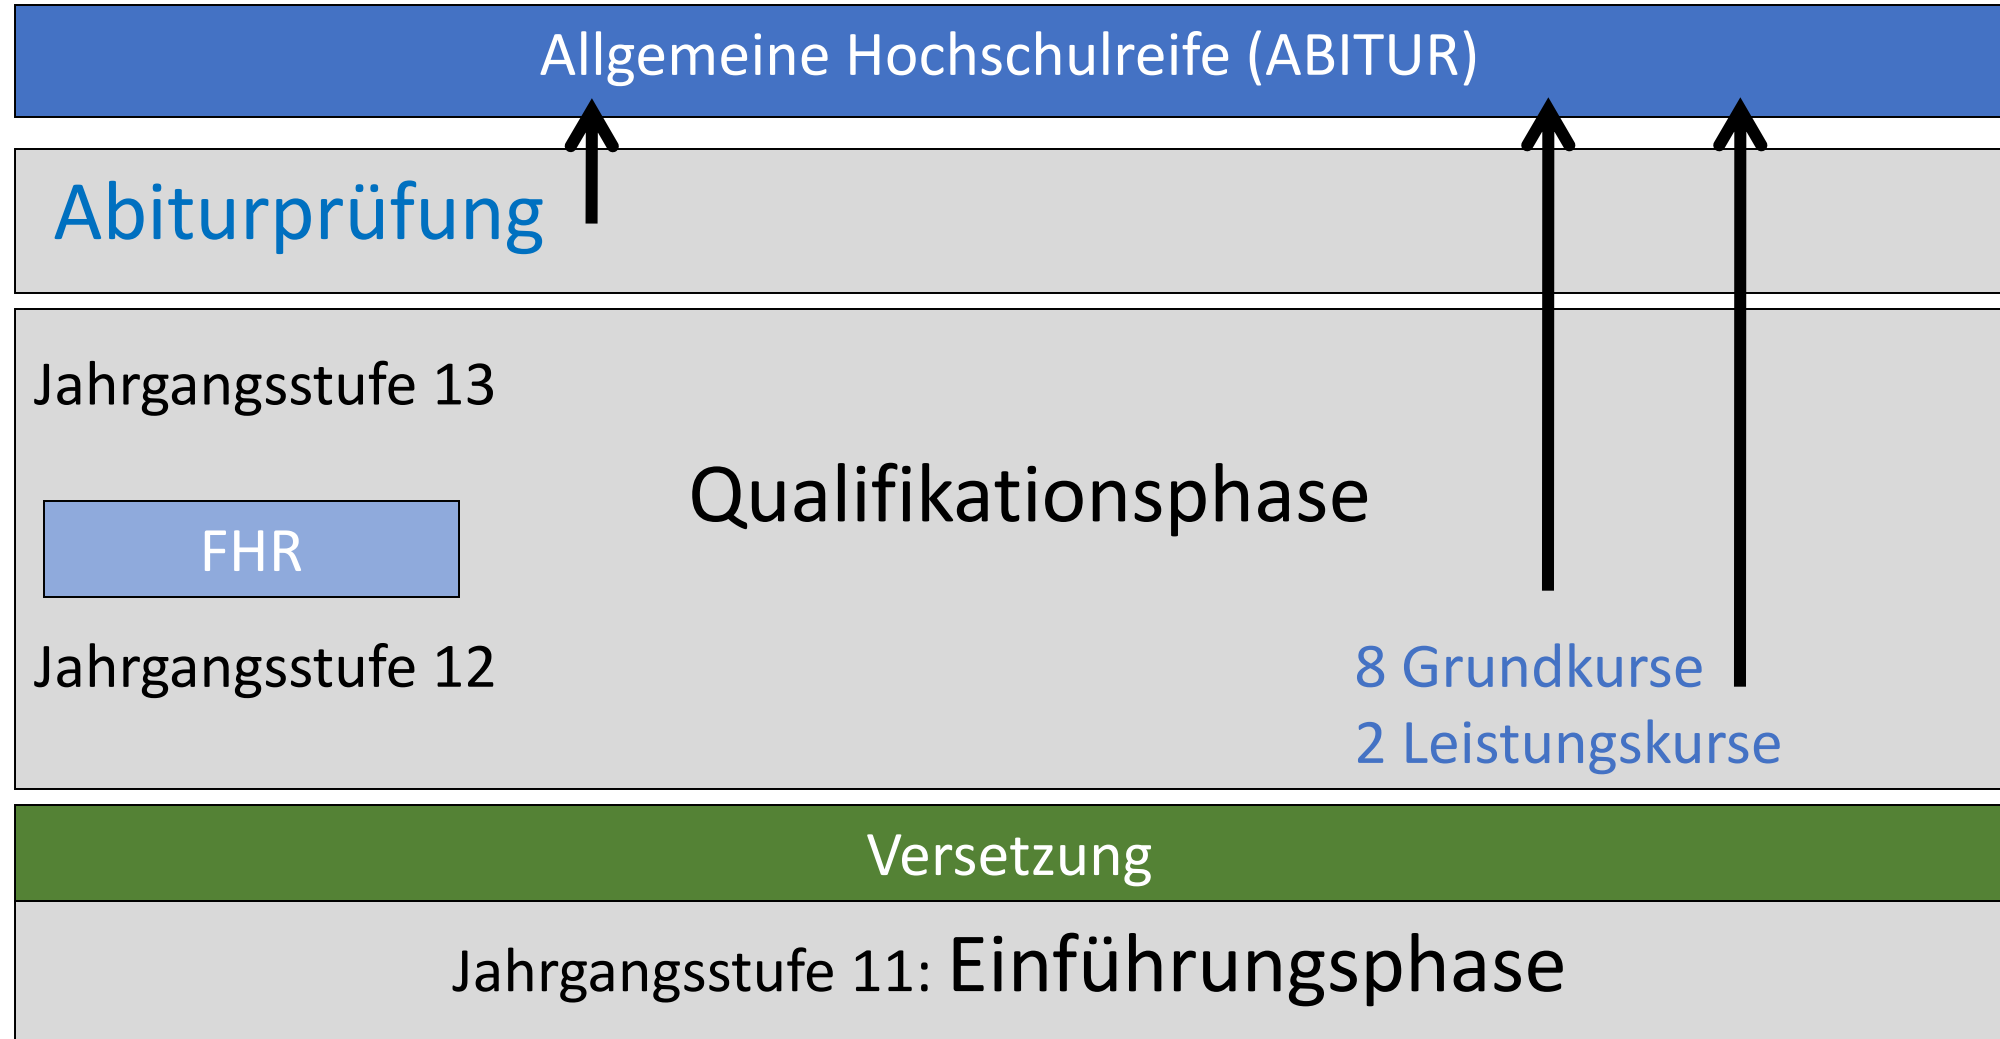 Allgemeine Hochschulreife (ABITUR)
Abiturprüfung
Jahrgangsstufe 13
Qualifikationsphase
FHR
Jahrgangsstufe 12
8 Grundkurse
2 Leistungskurse
Versetzung
Jahrgangsstufe 11: Einführungsphase